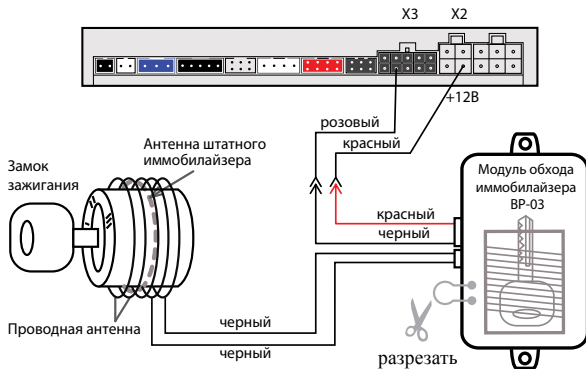 X3
X2
+12В
розовый
красный
Антенна штатного
иммобилайзера
Замок
зажигания
Модуль обхода
иммобилайзера
BP-03
красный
черный
Проводная антенна
черный
черный
разрезать